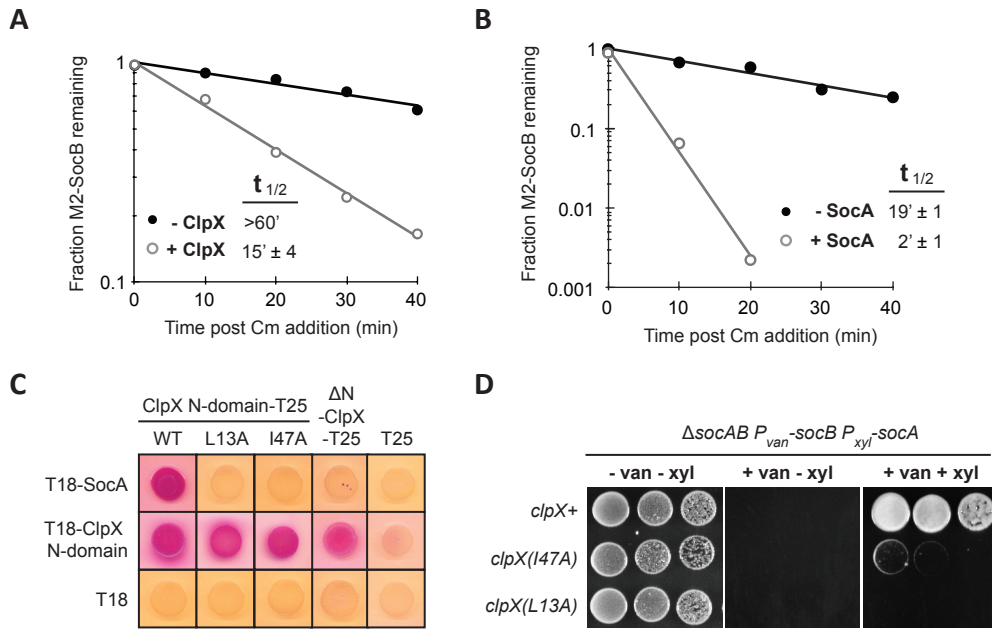 A
Fraction M2-SocB remaining
1
0.1
0 10 20 30 40
Time post Cm addition (min)
t 1/2
- ClpX >60'
+ ClpX 15' ± 4
B
Fraction M2-SocB remaining
1
0.1
0.01
0.001
0 10 20 30 40
Time post Cm addition (min)
t 1/2
- SocA 19' ± 1
+ SocA 2' ± 1
C
ClpX N-domain-T25
WT L13A I47A
ΔN
-ClpX
-T25
T25
T18-SocA
T18-ClpX
N-domain
T18
D
ΔsocAB Pvan-socB Pxyl-socA
- van - xyl + van - xyl + van + xyl
clpX+
clpX(I47A)
clpX(L13A)